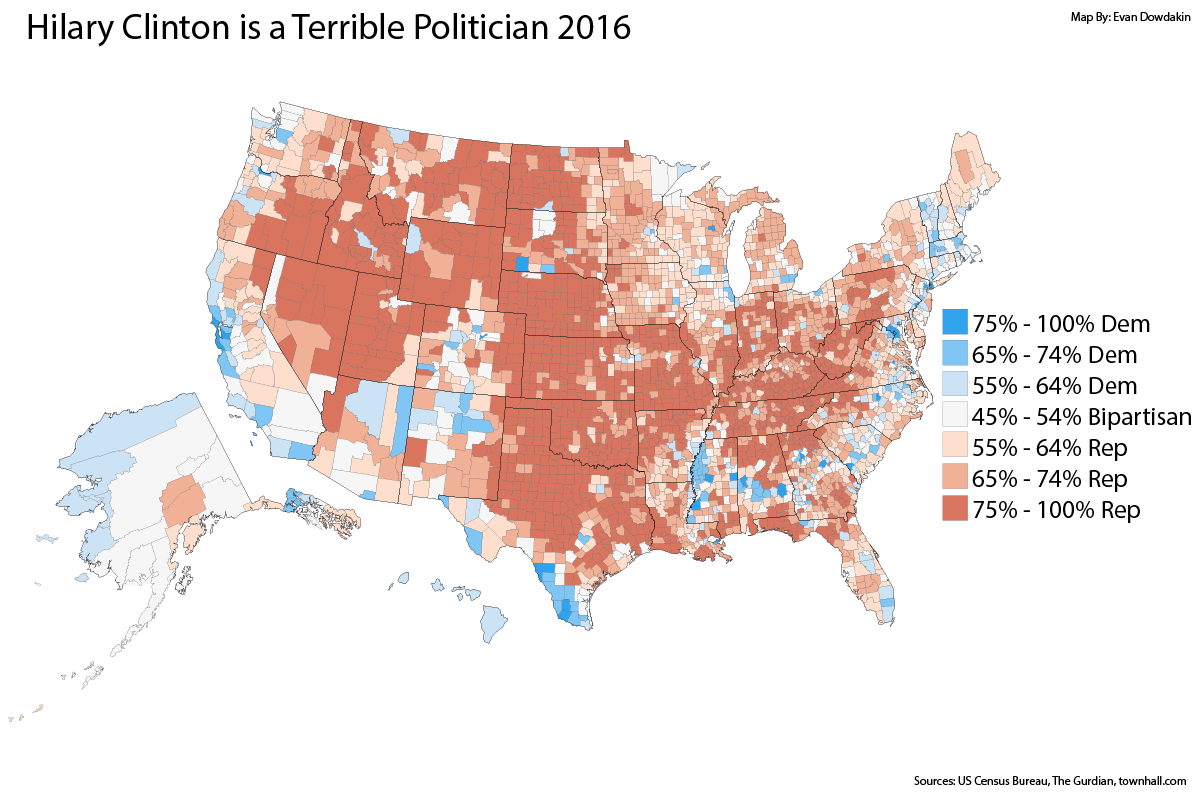 Hilary Clinton is a Terrible Politician 2016
Map By: Evan Dowdakin
75% - 100% Dem
65% - 74% Dem
55% - 64% Dem
45% - 54% Bipartisan
55% - 64% Rep
65% - 74% Rep
75% - 100% Rep
Sources: US Census Bureau, The Gurdian, townhall.com